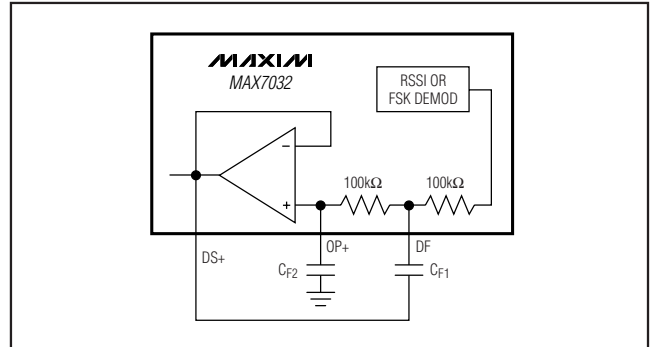 MAXIM
MAX7032
RSSI OR
FSK DEMOD
−
+
100kΩ
100kΩ
DS+
OP+
DF
CF2
CF1